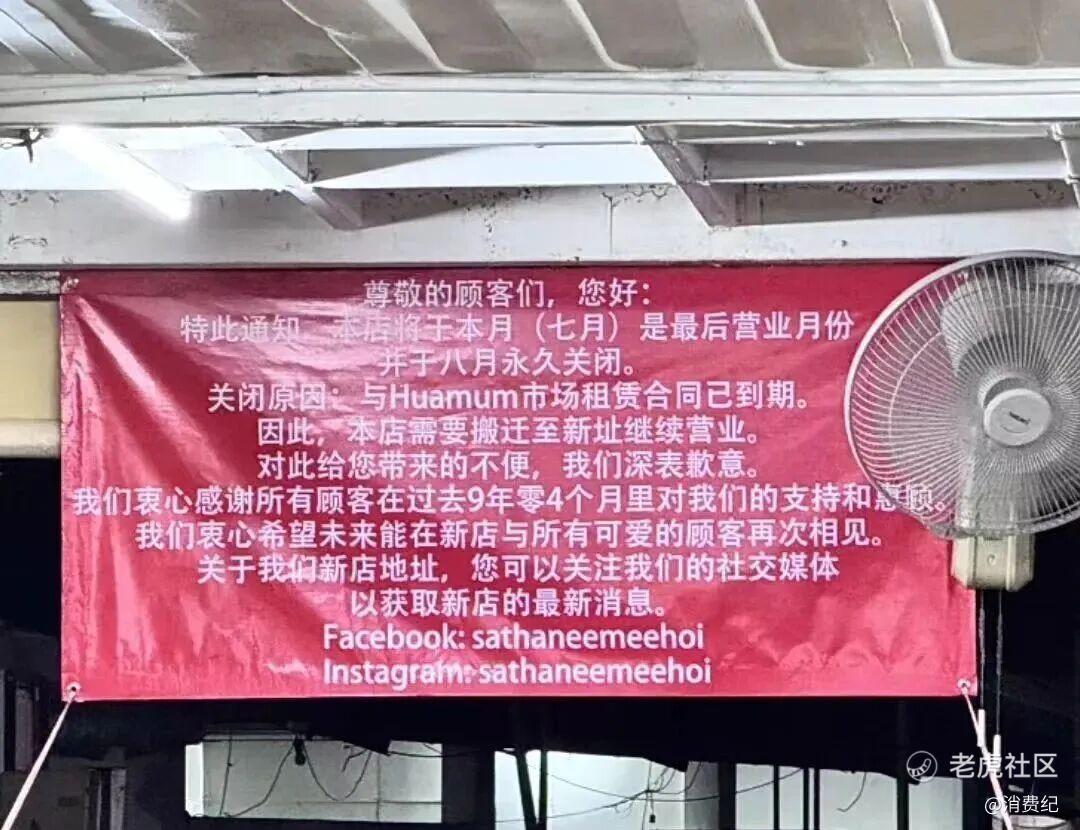 尊敬的顾客们，您好：
特此通知，本店将于本月（七月）是最后营业月份
并于八月永久关闭。
关闭原因：与Huamum市场租赁合同已到期。
因此，本店需要搬迁至新址继续营业。
对此给您带来的不便，我们深表歉意。
我们衷心感谢所有顾客在过去9年零4个月里对我们的支持和惠顾。
我们衷心希望未来能在新店与所有可爱的顾客再次相见。
关于我们新店地址，您可以关注我们的社交媒体
以获取新店的最新消息。
Facebook: sathaneemeehoi
Instagram: sathaneemeehoi
老虎社区
@消费纪